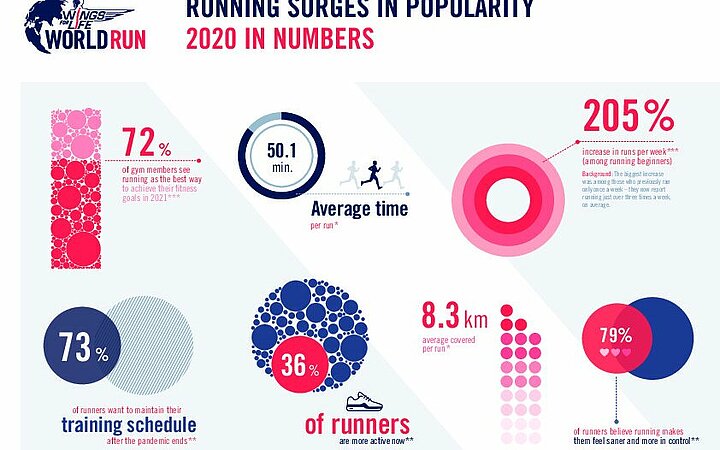 WINGS
FOR
LIFE
WORLD RUN
RUNNING SURGES IN POPULARITY
2020 IN NUMBERS
72 %
of gym members see
running as the best way
to achieve their fitness
goals in 2021***
50.1
min.
Average time
per run*
205%
increase in runs per week***
(among running beginners)
Background: The biggest increase
was among those who previously ran
only once a week – they now report
running just over three times a week,
on average.
73 %
of runners want to maintain their
training schedule
after the pandemic ends**
36 %
of runners
are more active now**
8.3 km
average covered
per run*
79%
of runners believe running makes
them feel saner and more in control**